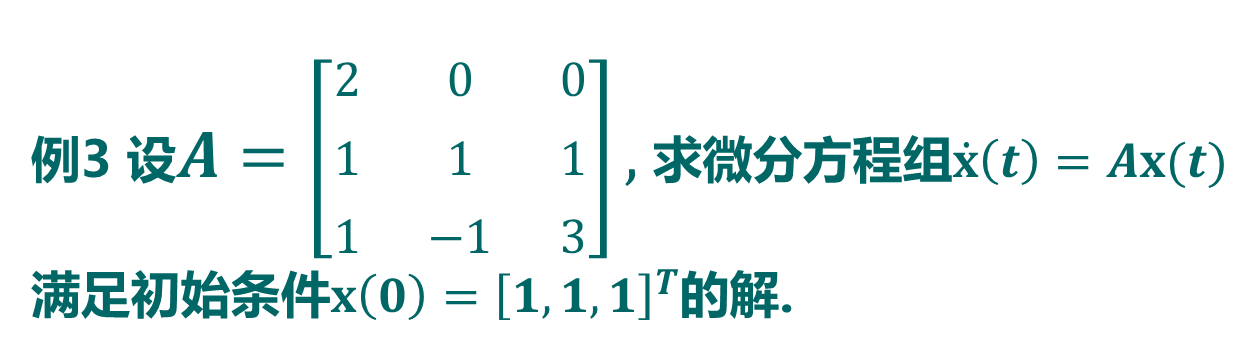 2 0 0
例3 设A = 1 1 1 , 求微分方程组ẋ(t) = Ax(t)
1 −1 3
满足初始条件x(0) = [1, 1, 1]ᵀ的解.